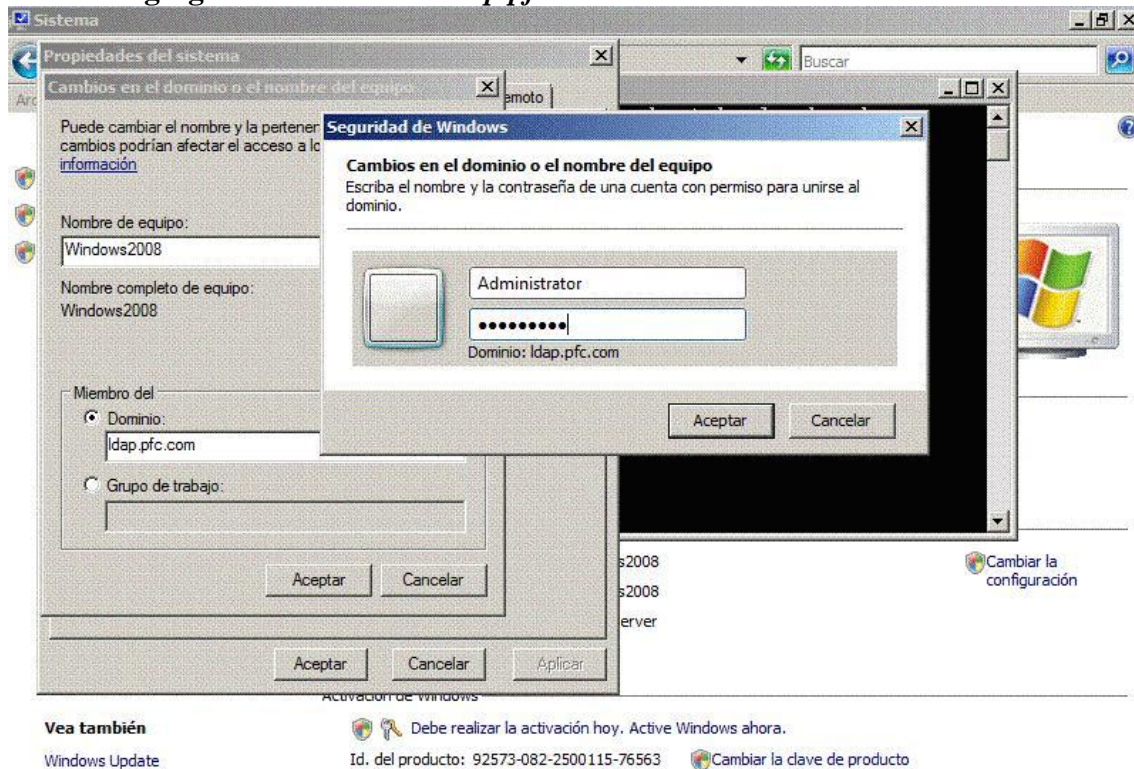 Sistema
Propiedades del sistema
Buscar
Cambios en el dominio o el nombre del equipo
emoto
Puede cambiar el nombre y la
cambios podrían afectar el acceso a
información
Seguridad de Windows
Cambios en el dominio o el nombre del equipo
Escriba el nombre y la contraseña de una cuenta con permiso para unirse al
dominio.
Nombre de equipo:
Windows2008
Nombre completo de equipo:
Windows2008
Administrator
•••••••••
Dominio: ldap.pfc.com
Aceptar
Cancelar
Miembro del
Dominio:
ldap.pfc.com
Grupo de trabajo:
Aceptar
Cancelar
s2008
s2008
erver
Cambiar la
configuración
Aceptar
Cancelar
Aplicar
Activación de Windows
Vea también
Debe realizar la activación hoy. Active Windows ahora.
Windows Update
Id. del producto: 92573-082-2500115-76563
Cambiar la clave de producto